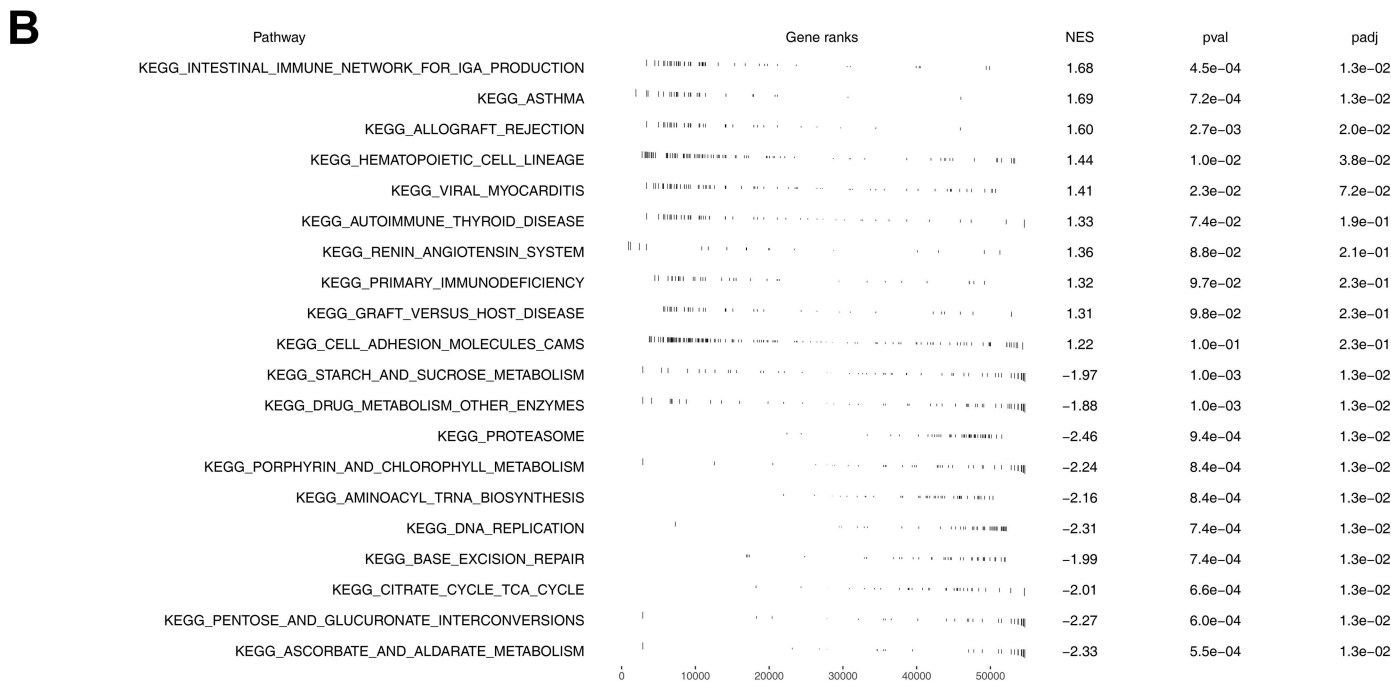 B
Pathway Gene ranks NES pval padj
KEGG_INTESTINAL_IMMUNE_NETWORK_FOR_IGA_PRODUCTION 1.68 4.5e−04 1.3e−02
KEGG_ASTHMA 1.69 7.2e−04 1.3e−02
KEGG_ALLOGRAFT_REJECTION 1.60 2.7e−03 2.0e−02
KEGG_HEMATOPOIETIC_CELL_LINEAGE 1.44 1.0e−02 3.8e−02
KEGG_VIRAL_MYOCARDITIS 1.41 2.3e−02 7.2e−02
KEGG_AUTOIMMUNE_THYROID_DISEASE 1.33 7.4e−02 1.9e−01
KEGG_RENIN_ANGIOTENSIN_SYSTEM 1.36 8.8e−02 2.1e−01
KEGG_PRIMARY_IMMUNODEFICIENCY 1.32 9.7e−02 2.3e−01
KEGG_GRAFT_VERSUS_HOST_DISEASE 1.31 9.8e−02 2.3e−01
KEGG_CELL_ADHESION_MOLECULES_CAMS 1.22 1.0e−01 2.3e−01
KEGG_STARCH_AND_SUCROSE_METABOLISM −1.97 1.0e−03 1.3e−02
KEGG_DRUG_METABOLISM_OTHER_ENZYMES −1.88 1.0e−03 1.3e−02
KEGG_PROTEASOME −2.46 9.4e−04 1.3e−02
KEGG_PORPHYRIN_AND_CHLOROPHYLL_METABOLISM −2.24 8.4e−04 1.3e−02
KEGG_AMINOACYL_TRNA_BIOSYNTHESIS −2.16 8.4e−04 1.3e−02
KEGG_DNA_REPLICATION −2.31 7.4e−04 1.3e−02
KEGG_BASE_EXCISION_REPAIR −1.99 7.4e−04 1.3e−02
KEGG_CITRATE_CYCLE_TCA_CYCLE −2.01 6.6e−04 1.3e−02
KEGG_PENTOSE_AND_GLUCURONATE_INTERCONVERSIONS −2.27 6.0e−04 1.3e−02
KEGG_ASCORBATE_AND_ALDARATE_METABOLISM −2.33 5.5e−04 1.3e−02
0 10000 20000 30000 40000 50000